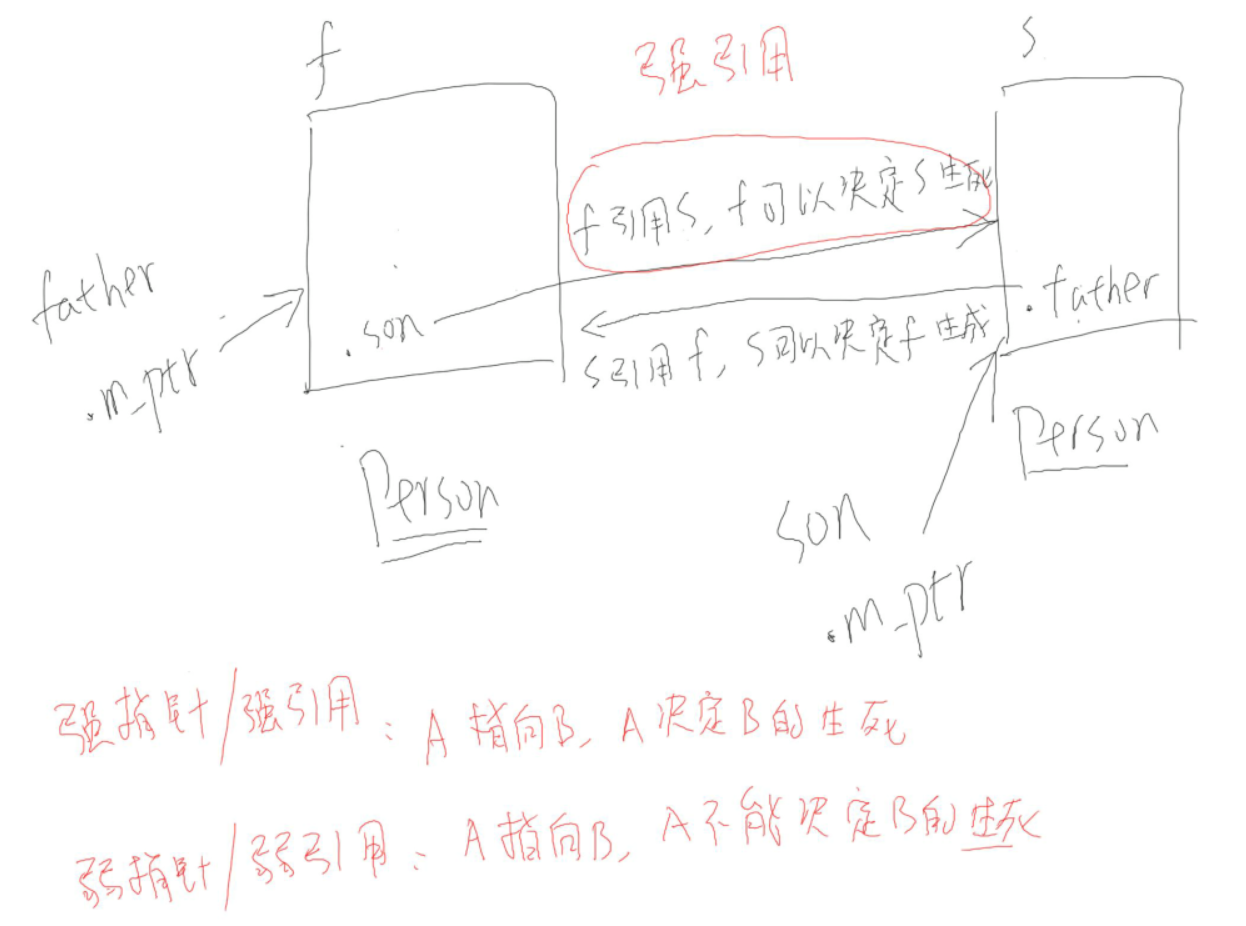 f
强引用
s
f引用s, f可以决定s生死
father
.m_ptr
.son
.father
s引用f, s可以决定f生成
Person
Person
son
.m_ptr
强指针/强引用: A指向B, A决定B的生死
弱指针/弱引用: A指向B, A不能决定B的生死